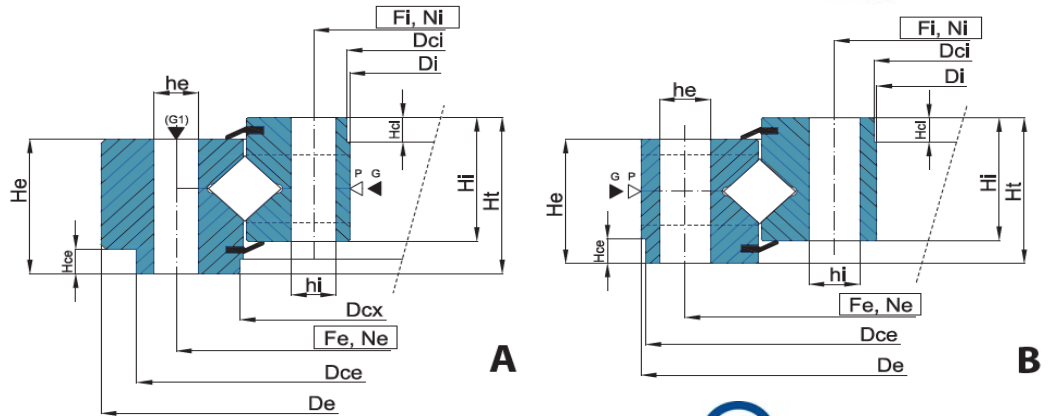 Fi, Ni
Dci
Di
he
(G1)
Hcl
P G
He
Hi
Ht
Hce
hi
Dcx
Fe, Ne
Dce
De
A
Fi, Ni
Dci
Di
he
Hcl
G P
He
Hi
Ht
Hce
hi
Fe, Ne
Dce
De
B